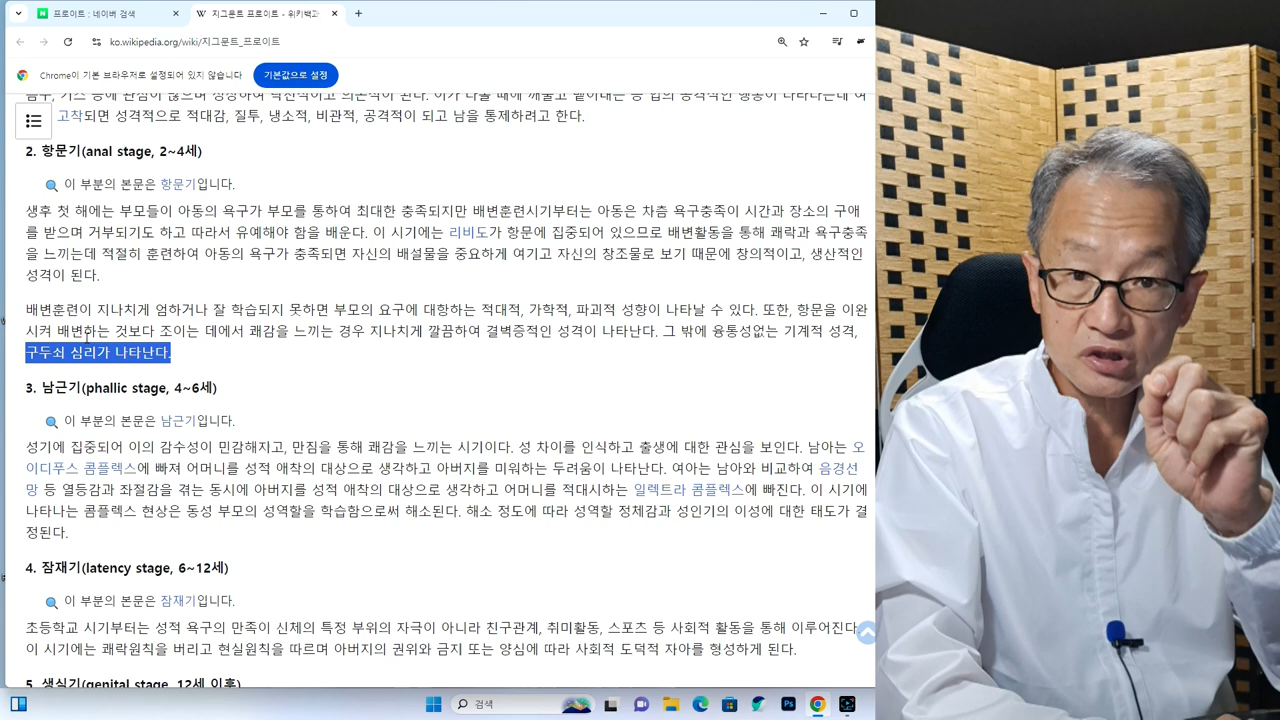 프로이트 : 네이버 검색
지그문트 프로이트 - 위키백과
ko.wikipedia.org/wiki/지그문트_프로이트
Chrome이 기본 브라우저로 설정되어 있지 않습니다
기본값으로 설정
고착되면 성격적으로 적대감, 질투, 냉소적, 비관적, 공격적이 되고 남을 통제하려고 한다.
2. 항문기(anal stage, 2~4세)
이 부분의 본문은 항문기입니다.
생후 첫 해에는 부모들이 아동의 욕구가 부모를 통하여 최대한 충족되지만 배변훈련시기부터는 아동은 차츰 욕구충족이 시간과 장소의 구애
를 받으며 거부되기도 하고 따라서 유예해야 함을 배운다. 이 시기에는 리비도가 항문에 집중되어 있으므로 배변활동을 통해 쾌락과 욕구충족
을 느끼는데 적절히 훈련하여 아동의 욕구가 충족되면 자신의 배설물을 중요하게 여기고 자신의 창조물로 보기 때문에 창의적이고, 생산적인
성격이 된다.
배변훈련이 지나치게 엄하거나 잘 학습되지 못하면 부모의 요구에 대항하는 적대적, 가학적, 파괴적 성향이 나타날 수 있다. 또한, 항문을 이완
시켜 배변하는 것보다 조이는 데에서 쾌감을 느끼는 경우 지나치게 깔끔하여 결벽증적인 성격이 나타난다. 그 밖에 융통성없는 기계적 성격,
구두쇠 심리가 나타난다.
3. 남근기(phallic stage, 4~6세)
이 부분의 본문은 남근기입니다.
성기에 집중되어 이의 감수성이 민감해지고, 만짐을 통해 쾌감을 느끼는 시기이다. 성 차이를 인식하고 출생에 대한 관심을 보인다. 남아는 오
이디푸스 콤플렉스에 빠져 어머니를 성적 애착의 대상으로 생각하고 아버지를 미워하는 두려움이 나타난다. 여아는 남아와 비교하여 음경선
망 등 열등감과 좌절감을 겪는 동시에 아버지를 성적 애착의 대상으로 생각하고 어머니를 적대시하는 일렉트라 콤플렉스에 빠진다. 이 시기에
나타나는 콤플렉스 현상은 동성 부모의 성역할을 학습함으로써 해소된다. 해소 정도에 따라 성역할 정체감과 성인기의 이성에 대한 태도가 결
정된다.
4. 잠재기(latency stage, 6~12세)
이 부분의 본문은 잠재기입니다.
초등학교 시기부터는 성적 욕구의 만족이 신체의 특정 부위의 자극이 아니라 친구관계, 취미활동, 스포츠 등 사회적 활동을 통해 이루어진다.
이 시기에는 쾌락원칙을 버리고 현실원칙을 따르며 아버지의 권위와 금지 또는 양심에 따라 사회적 도덕적 자아를 형성하게 된다.
5. 생식기(genital stage, 12세 이후)
검색